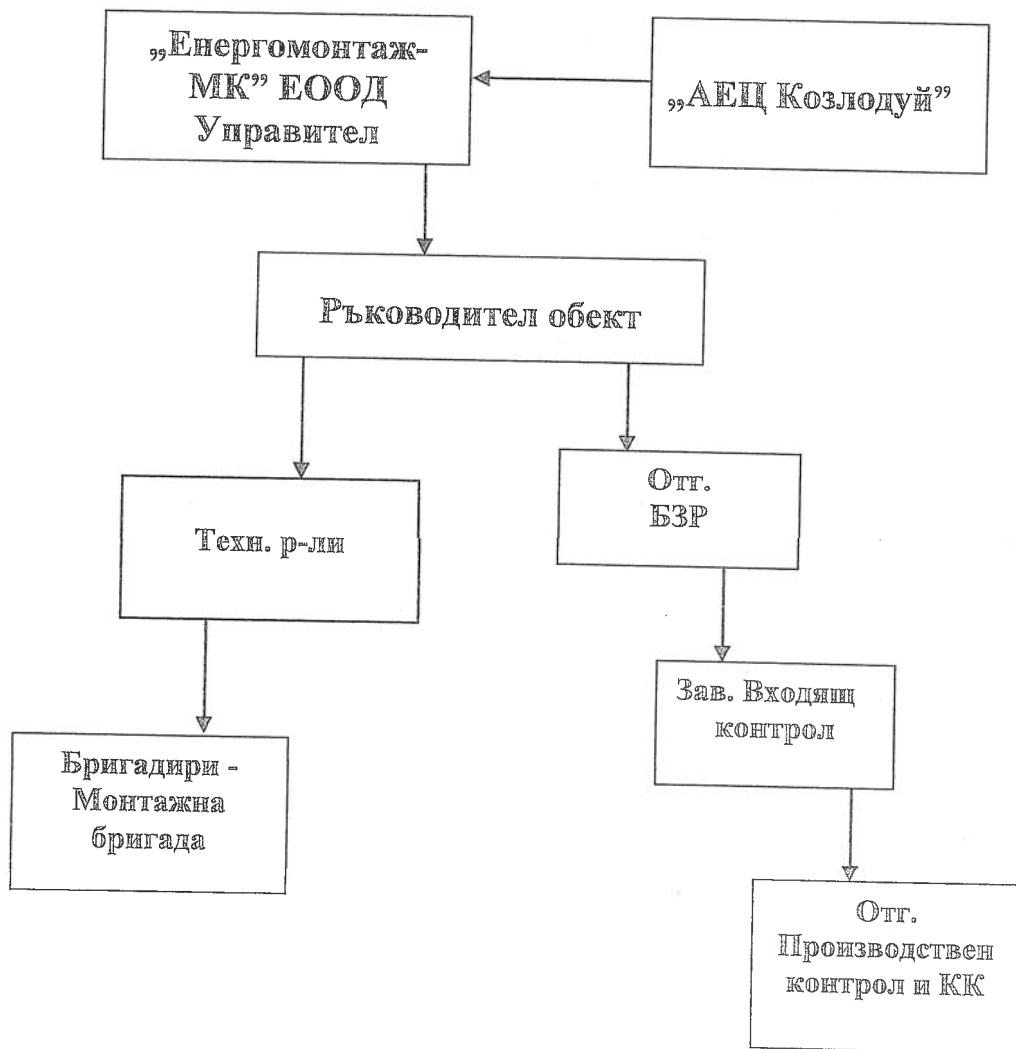 „Енергомонтаж-
МК” ЕООД
Управител
„АЕЦ Козлодуй”
Ръководител обект
Техн. р-ли
Отг.
БЗР
Зав. Входящ
контрол
Бригадири -
Монтажна
бригада
Отг.
Производствен
контрол и КК